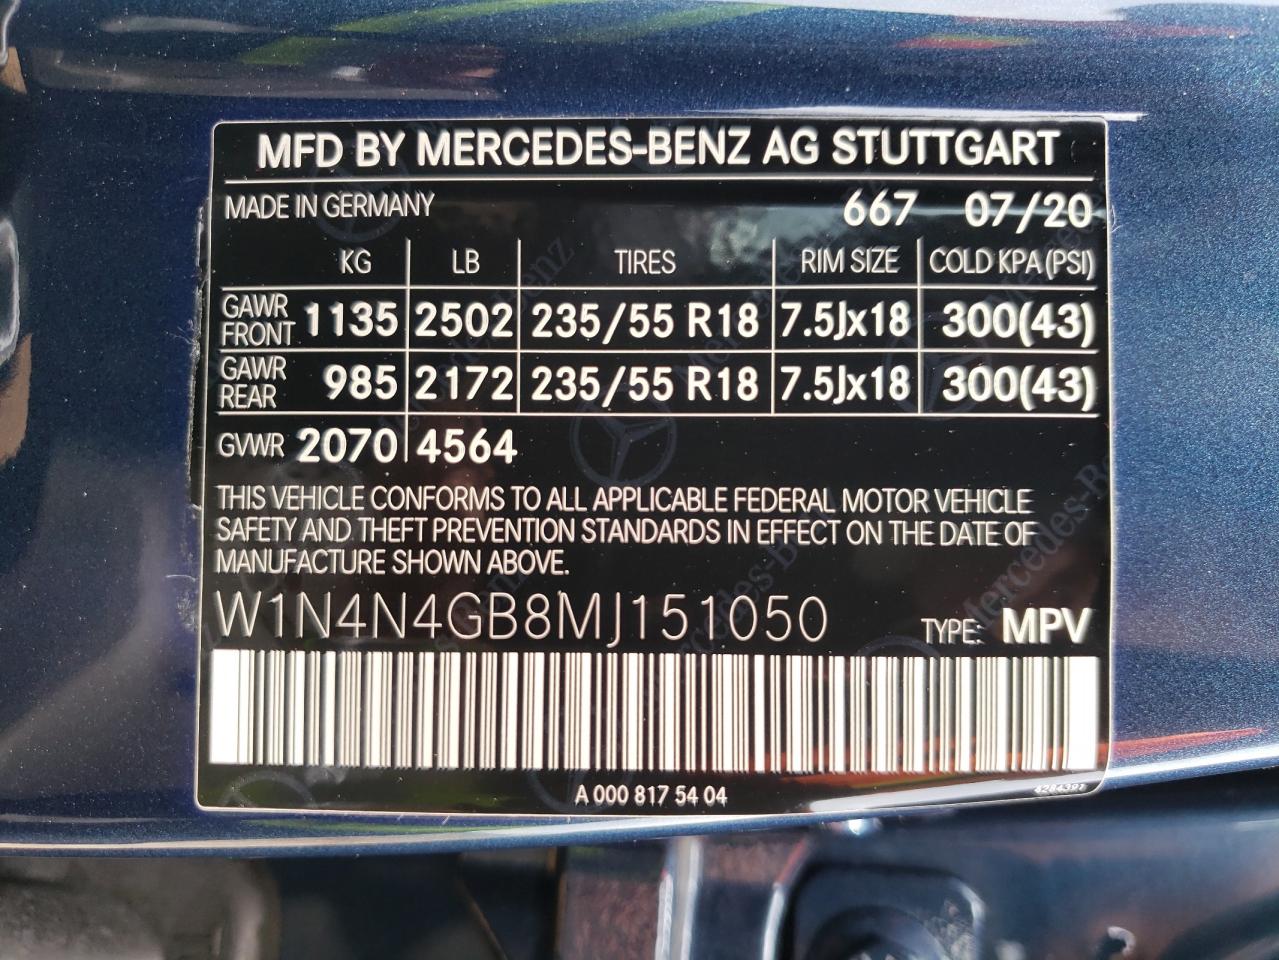 MFD BY MERCEDES-BENZ AG STUTTGART
MADE IN GERMANY 667 07/20
KG LB TIRES RIM SIZE COLD KPA (PSI)
GAWR FRONT 1135 2502 235/55 R18 7.5Jx18 300(43)
GAWR REAR 985 2172 235/55 R18 7.5Jx18 300(43)
GVWR 2070 4564
THIS VEHICLE CONFORMS TO ALL APPLICABLE FEDERAL MOTOR VEHICLE
SAFETY AND THEFT PREVENTION STANDARDS IN EFFECT ON THE DATE OF
MANUFACTURE SHOWN ABOVE.
W1N4N4GB8MJ151050 TYPE: MPV
A 000 817 54 04